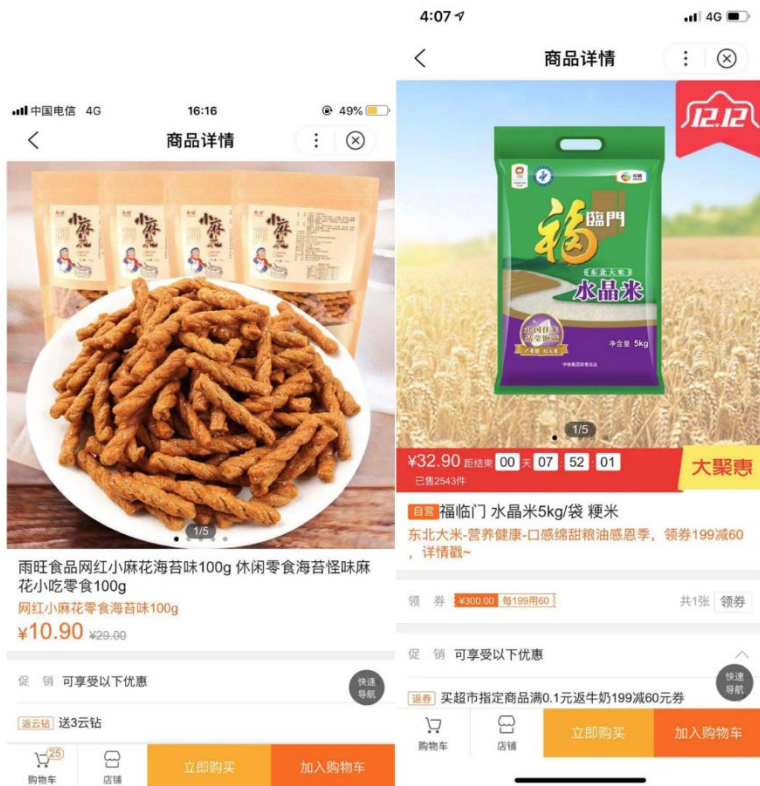 中国电信 4G
16:16
49%
商品详情
小麻花
小麻花
小麻花
小麻花
1/5
雨旺食品网红小麻花海苔味100g 休闲零食海苔怪味麻
花小吃零食100g
网红小麻花零食海苔味100g
¥10.90 ¥29.00
促 销 可享受以下优惠
快速
导航
返云钻 送3云钻
25
购物车
店铺
立即购买
加入购物车
4:07
4G
商品详情
12.12
福臨門
东北大米
水晶米
净含量 5kg
1/5
¥32.90 距结束 00 天 07 : 52 : 01
已售2543件
大聚惠
自营 福临门 水晶米5kg/袋 粳米
东北大米-营养健康-口感绵甜粮油感恩季，领券199减60
，详情戳~
领 券 ¥300.00 每199用60 共1张 领券
促 销 可享受以下优惠
快速
导航
返券 买超市指定商品满0.1元返牛奶199减60元券
购物车
店铺
立即购买
加入购物车